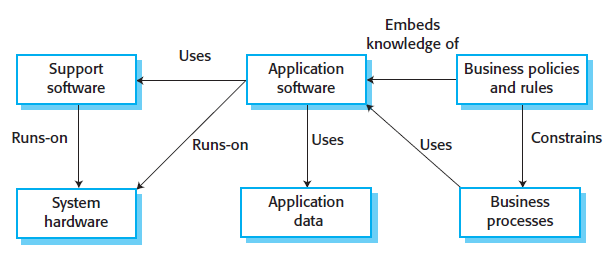 Embeds
knowledge of
Uses
Support
software
Application
software
Business policies
and rules
Runs-on
Runs-on
Uses
Uses
Constrains
System
hardware
Application
data
Business
processes